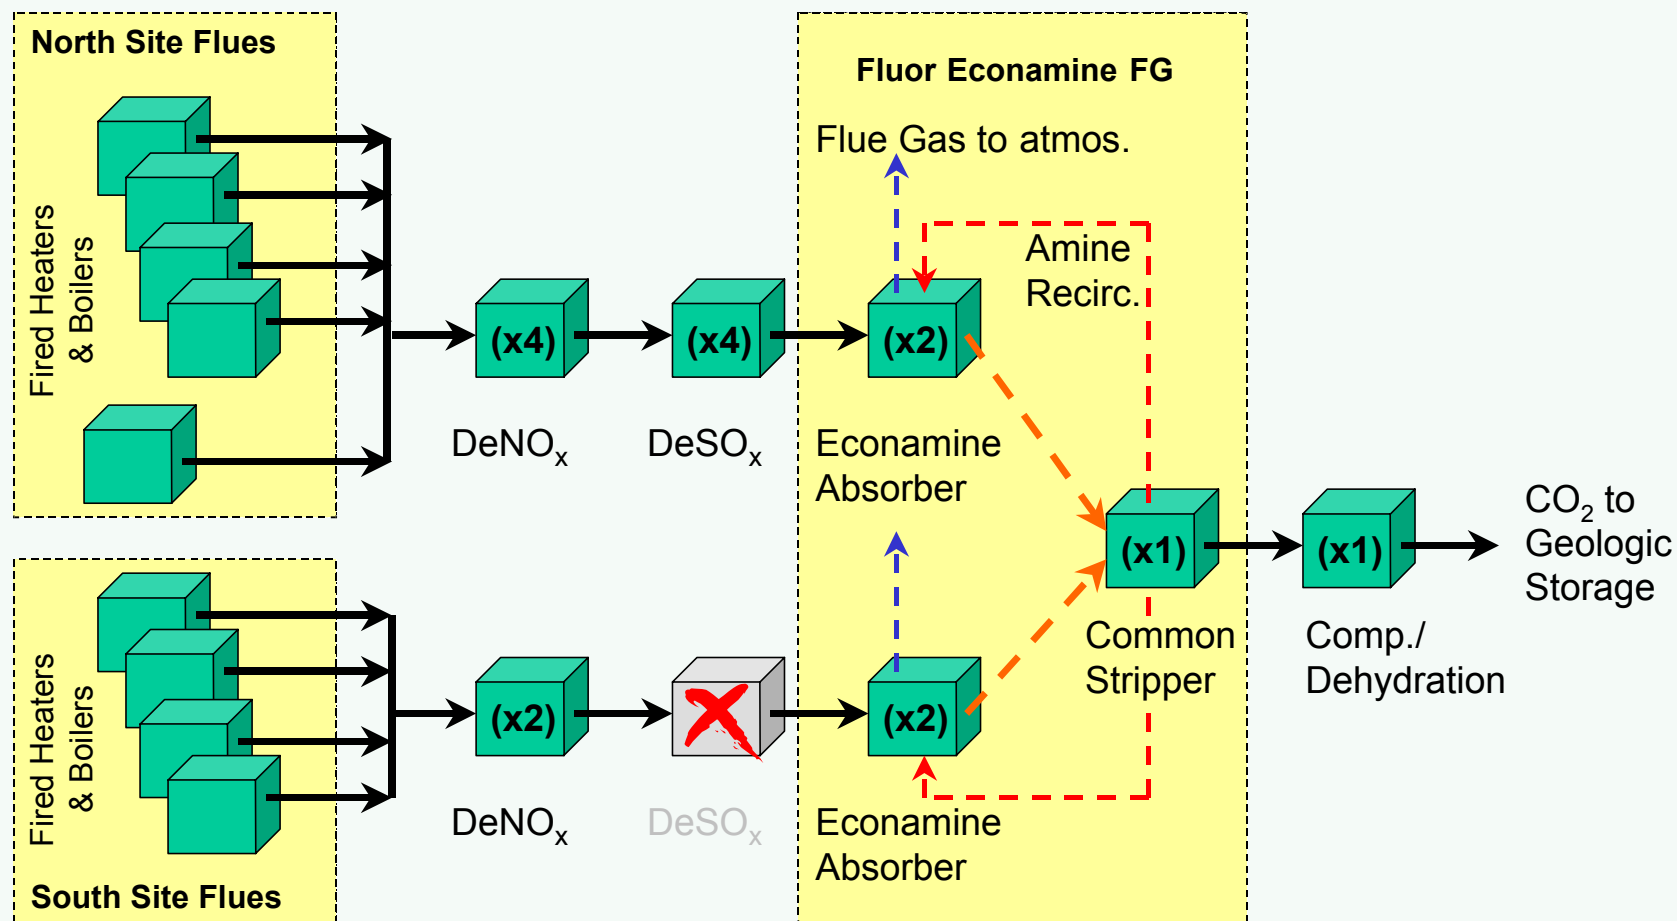 North Site Flues
Fired Heaters
& Boilers
(x4)
DeNOx
(x4)
DeSOx
Fluor Econamine FG
Flue Gas to atmos.
Amine
Recirc.
(x2)
Econamine
Absorber
(x1)
Common
Stripper
(x1)
Comp./
Dehydration
CO2 to
Geologic
Storage
Fired Heaters
& Boilers
South Site Flues
(x2)
DeNOx
DeSOx
(x2)
Econamine
Absorber